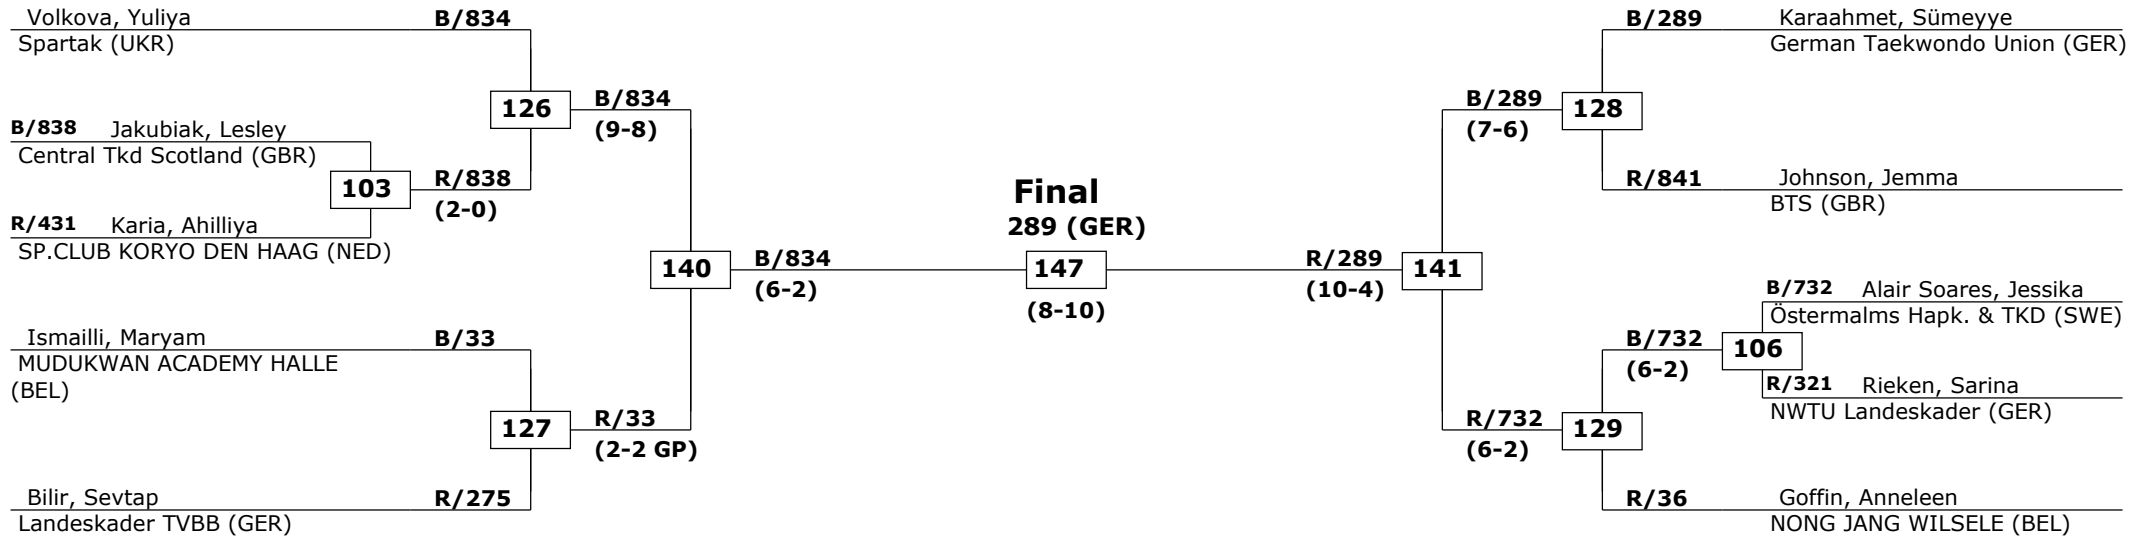 Volkova, Yuliya
B/834
Spartak (UKR)
126
B/834
(9-8)
B/838
Jakubiak, Lesley
Central Tkd Scotland (GBR)
103
R/838
(2-0)
R/431
Karia, Ahilliya
SP.CLUB KORYO DEN HAAG (NED)
140
B/834
(6-2)
Ismailli, Maryam
B/33
MUDUKWAN ACADEMY HALLE
(BEL)
127
R/33
(2-2 GP)
Bilir, Sevtap
R/275
Landeskader TVBB (GER)
Final
289 (GER)
147
(8-10)
B/289
Karaahmet, Sümeyye
German Taekwondo Union (GER)
B/289
(7-6)
128
R/841
Johnson, Jemma
BTS (GBR)
R/289
(10-4)
141
B/732
Alair Soares, Jessika
Östermalms Hapk. & TKD (SWE)
B/732
(6-2)
106
R/321
Rieken, Sarina
NWTU Landeskader (GER)
R/732
(6-2)
129
R/36
Goffin, Anneleen
NONG JANG WILSELE (BEL)